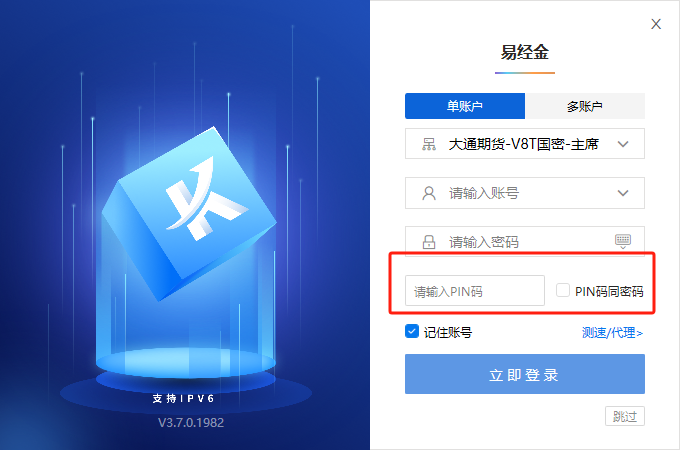 支持IPV6
V3.7.0.1982
X
易经金
单账户 多账户
大通期货-V8T国密-主席
请输入账号
请输入密码
请输入PIN码 PIN码同密码
记住账号 测速/代理>
立即登录
跳过